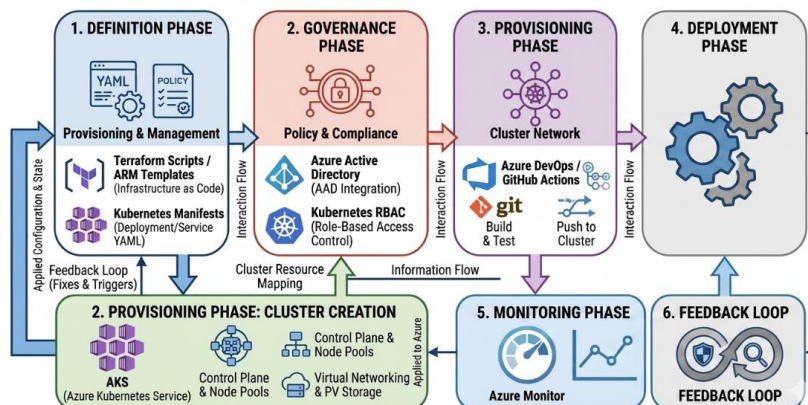 1. DEFINITION PHASE
YAML
POLICY
Provisioning & Management
Terraform Scripts /
ARM Templates
(Infrastructure as Code)
Kubernetes Manifests
(Deployment/Service
YAML)
Interaction Flow
2. GOVERNANCE
PHASE
Policy & Compliance
Azure Active
Directory
(AAD Integration)
Kubernetes RBAC
(Role-Based Access
Control)
Interaction Flow
3. PROVISIONING
PHASE
Cluster Network
Azure DevOps /
GitHub Actions
git
Build
& Test
Push to
Cluster
Interaction Flow
4. DEPLOYMENT
PHASE
Applied Configuration & State
Feedback Loop
(Fixes & Triggers)
Cluster Resource
Mapping
Information Flow
2. PROVISIONING PHASE: CLUSTER CREATION
AKS
(Azure Kubernetes Service)
Control Plane
& Node Pools
Control Plane &
Node Pools
Virtual Networking
& PV Storage
Applied to Azure
5. MONITORING PHASE
Azure Monitor
6. FEEDBACK LOOP
FEEDBACK LOOP